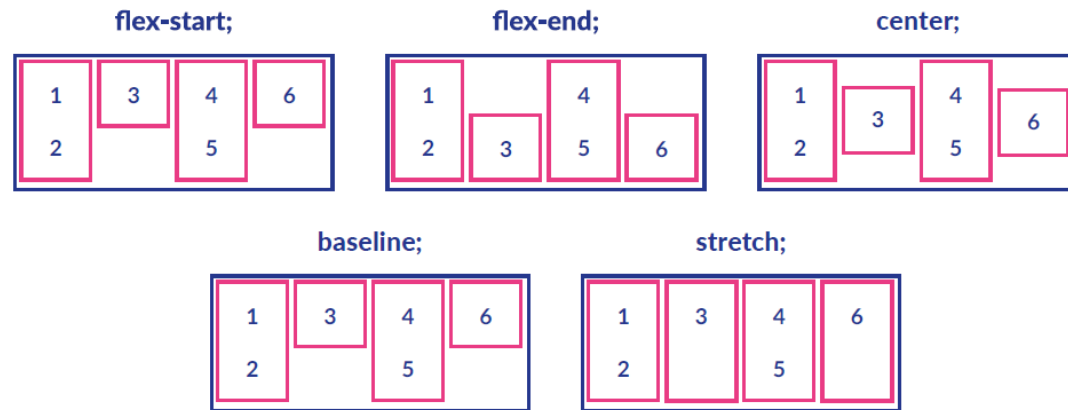 flex-start;
flex-end;
center;
1 3 4 6
2 5
1 4
2 3 5 6
1 4
3 6
2 5
baseline;
stretch;
1 3 4 6
2 5
1 3 4 6
2 5